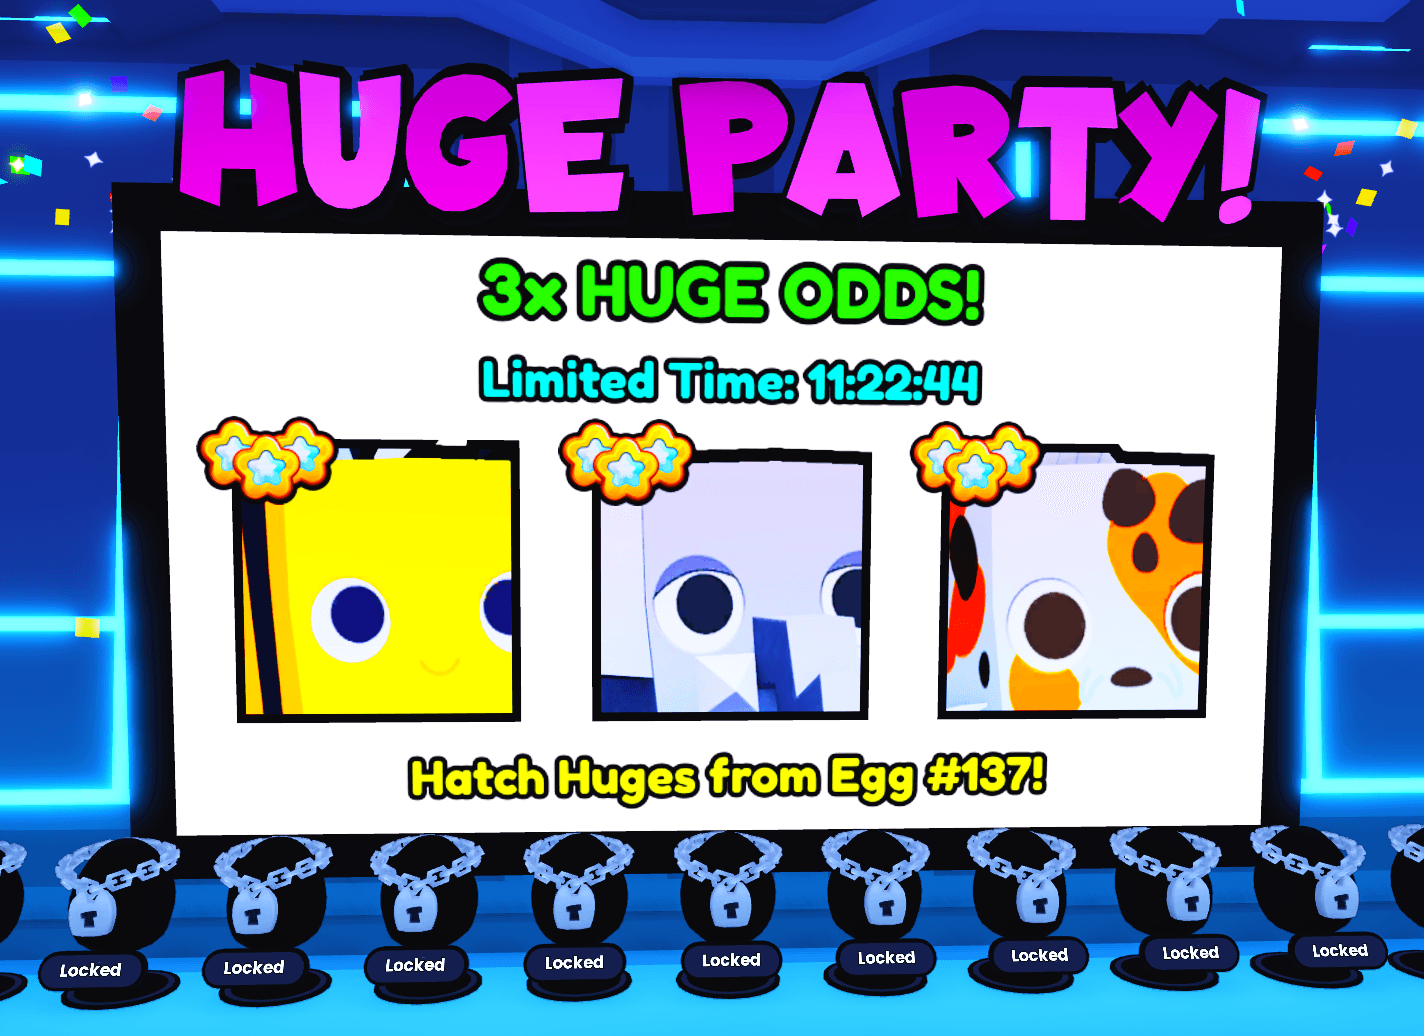 HUGE PARTY!
3x HUGE ODDS!
Limited Time: 11:22:44
Hatch Huges from Egg #137!
T T T T T T T T T
Locked Locked Locked Locked Locked Locked Locked Locked Locked